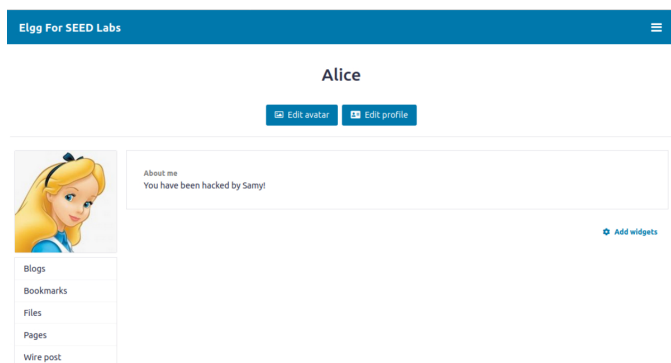 Elgg For SEED Labs
Alice
Edit avatar
Edit profile
About me
You have been hacked by Samy!
Add widgets
Blogs
Bookmarks
Files
Pages
Wire post